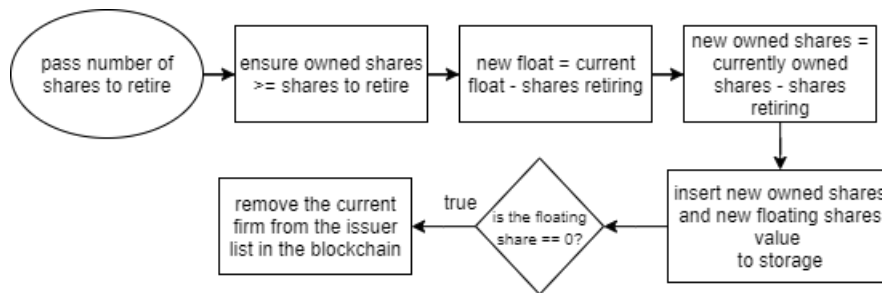 pass number of
shares to retire
ensure owned shares
>= shares to retire
new float = current
float - shares retiring
new owned shares =
currently owned
shares - shares
retiring
insert new owned shares
and new floating shares
value
to storage
is the floating
share == 0?
true
remove the current
firm from the issuer
list in the blockchain